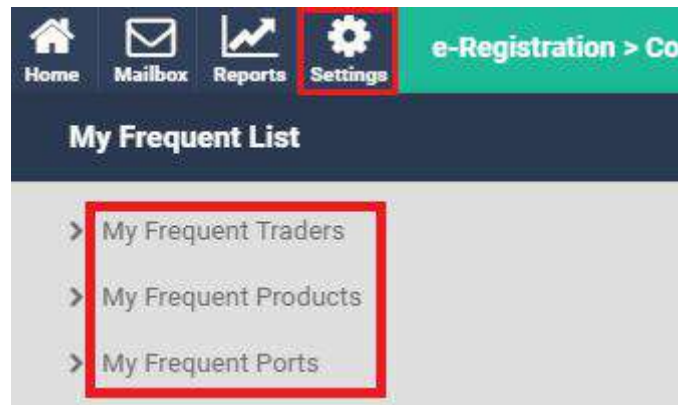 Home Mailbox Reports Settings e-Registration > Co
My Frequent List
> My Frequent Traders
> My Frequent Products
> My Frequent Ports